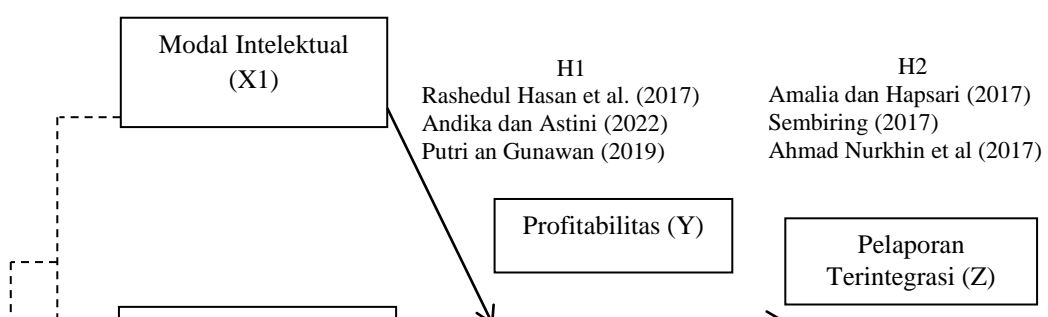 Modal Intelektual
(X1)
H1
Rashedul Hasan et al. (2017)
Andika dan Astini (2022)
Putri an Gunawan (2019)
H2
Amalia dan Hapsari (2017)
Sembiring (2017)
Ahmad Nurkhin et al (2017)
Profitabilitas (Y)
Pelaporan
Terintegrasi (Z)